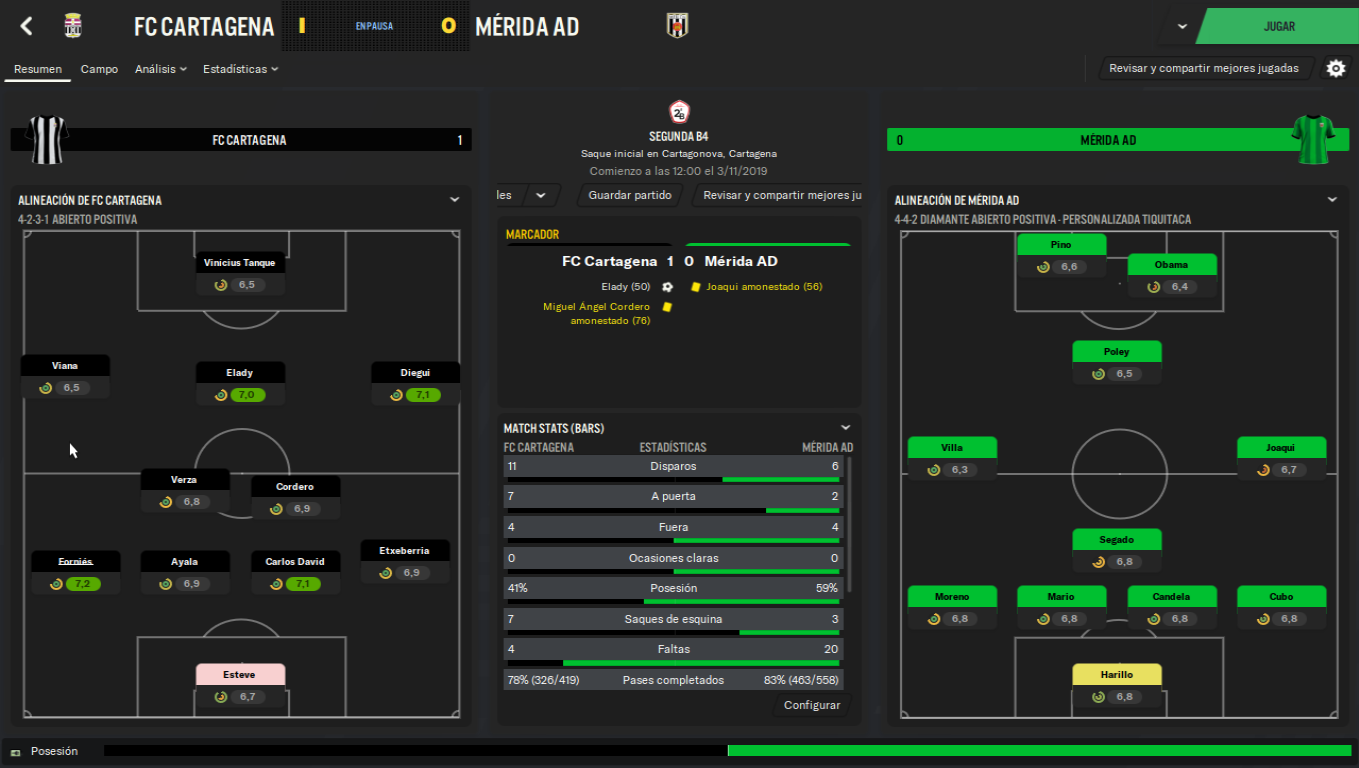 FC CARTAGENA 1 EN PAUSA 0 MÉRIDA AD
JUGAR
Resumen Campo Análisis Estadísticas
Revisar y compartir mejores jugadas
FC CARTAGENA 1
ALINEACIÓN DE FC CARTAGENA
4-2-3-1 ABIERTO POSITIVA
Vinícius Tanque
6,5
Viana
6,5
Elady
7,0
Diegui
7,1
Verza
6,8
Cordero
6,9
Forniés
7,2
Ayala
6,9
Carlos David
7,1
Etxeberria
6,9
Esteve
6,7
2ªB
SEGUNDA B4
Saque inicial en Cartagonova, Cartagena
Comienzo a las 12:00 el 3/11/2019
les
Guardar partido
Revisar y compartir mejores ju
MARCADOR
FC Cartagena 1 0 Mérida AD
Elady (50)
Joaqui amonestado (56)
Miguel Ángel Cordero
amonestado (76)
MATCH STATS (BARS)
FC CARTAGENA ESTADÍSTICAS MÉRIDA AD
11 Disparos 6
7 A puerta 2
4 Fuera 4
0 Ocasiones claras 0
41% Posesión 59%
7 Saques de esquina 3
4 Faltas 20
78% (326/419) Pases completados 83% (463/558)
Configurar
0 MÉRIDA AD
ALINEACIÓN DE MÉRIDA AD
4-4-2 DIAMANTE ABIERTO POSITIVA - PERSONALIZADA TIQUITACA
Pino
6,6
Obama
6,4
Poley
6,5
Villa
6,3
Joaqui
6,7
Segado
6,8
Moreno
6,8
Mario
6,8
Candela
6,8
Cubo
6,8
Harillo
6,8
Posesión